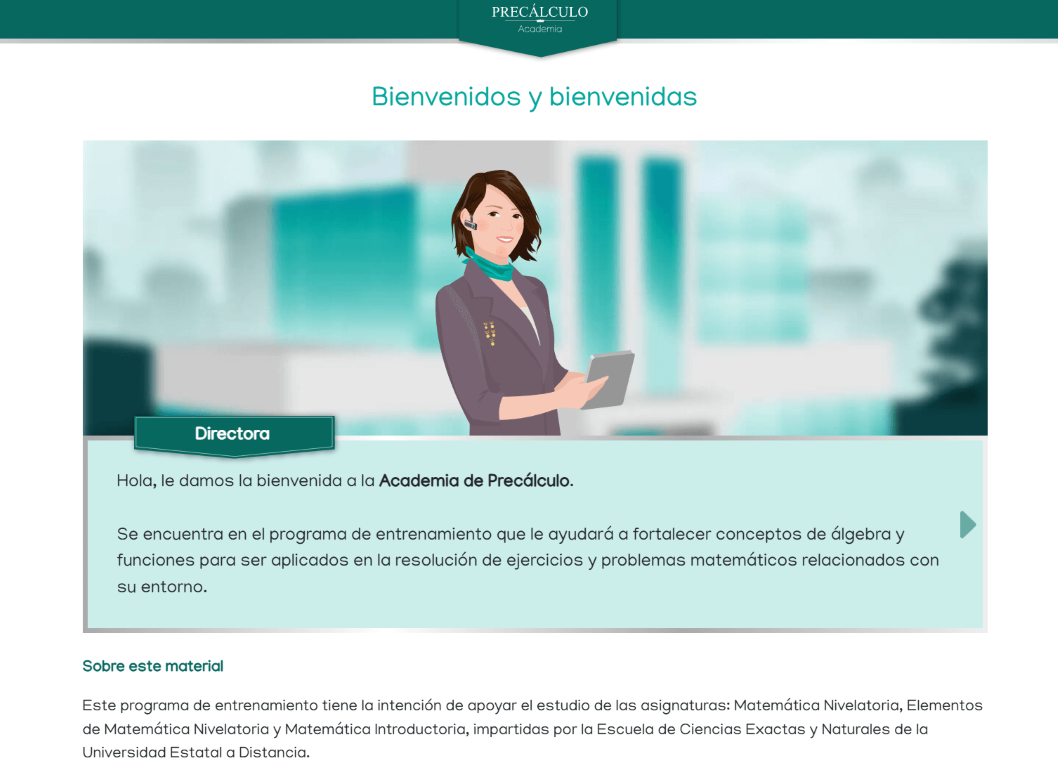 PRECÁLCULO
Academia
Bienvenidos y bienvenidas
Directora
Hola, le damos la bienvenida a la Academia de Precálculo.
Se encuentra en el programa de entrenamiento que le ayudará a fortalecer conceptos de álgebra y
funciones para ser aplicados en la resolución de ejercicios y problemas matemáticos relacionados con
su entorno.
Sobre este material
Este programa de entrenamiento tiene la intención de apoyar el estudio de las asignaturas: Matemática Nivelatoria, Elementos
de Matemática Nivelatoria y Matemática Introductoria, impartidas por la Escuela de Ciencias Exactas y Naturales de la
Universidad Estatal a Distancia.